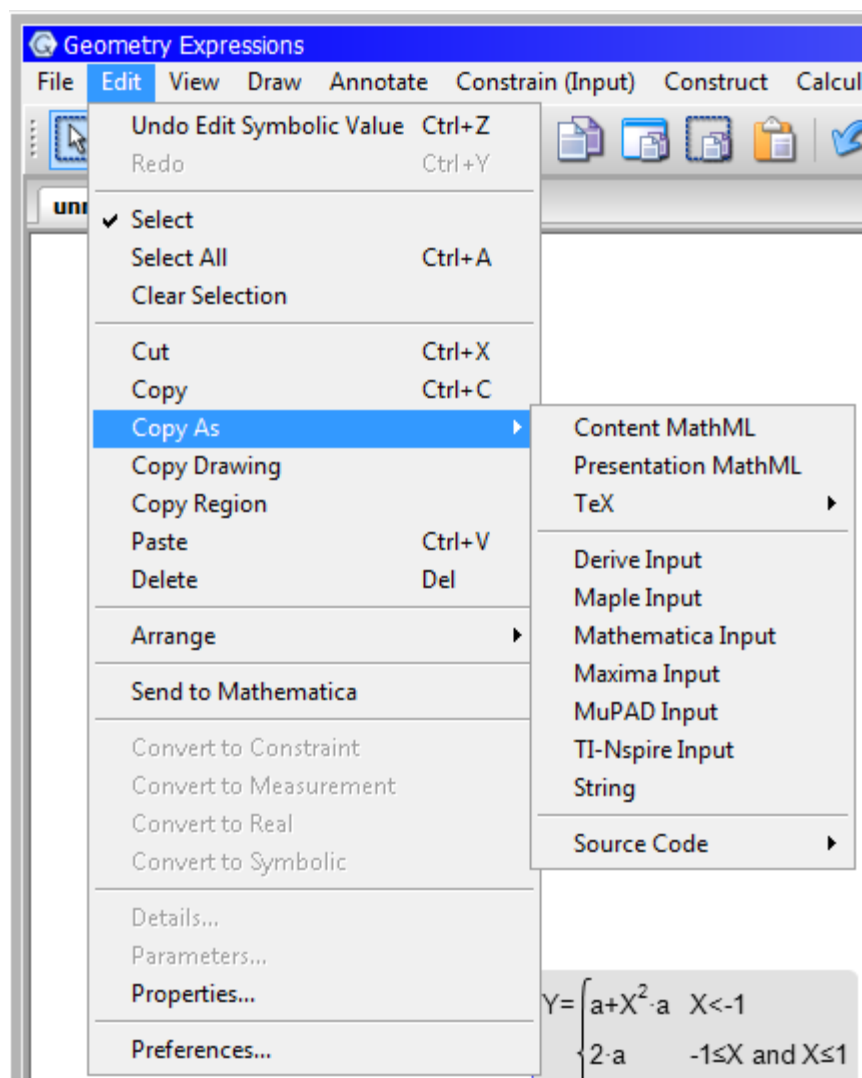 Geometry Expressions
File Edit View Draw Annotate Constrain (Input) Construct Calcul
Undo Edit Symbolic Value Ctrl+Z
Redo Ctrl+Y
unn
Select
Select All Ctrl+A
Clear Selection
Cut Ctrl+X
Copy Ctrl+C
Copy As
Content MathML
Copy Drawing
Presentation MathML
Copy Region
TeX
Paste Ctrl+V
Derive Input
Delete Del
Maple Input
Arrange
Mathematica Input
Maxima Input
Send to Mathematica
MuPAD Input
Convert to Constraint
TI-Nspire Input
Convert to Measurement
String
Convert to Real
Source Code
Convert to Symbolic
Details...
Parameters...
Properties...
Y= a+X²·a X<-1
2·a -1≤X and X≤1
Preferences...